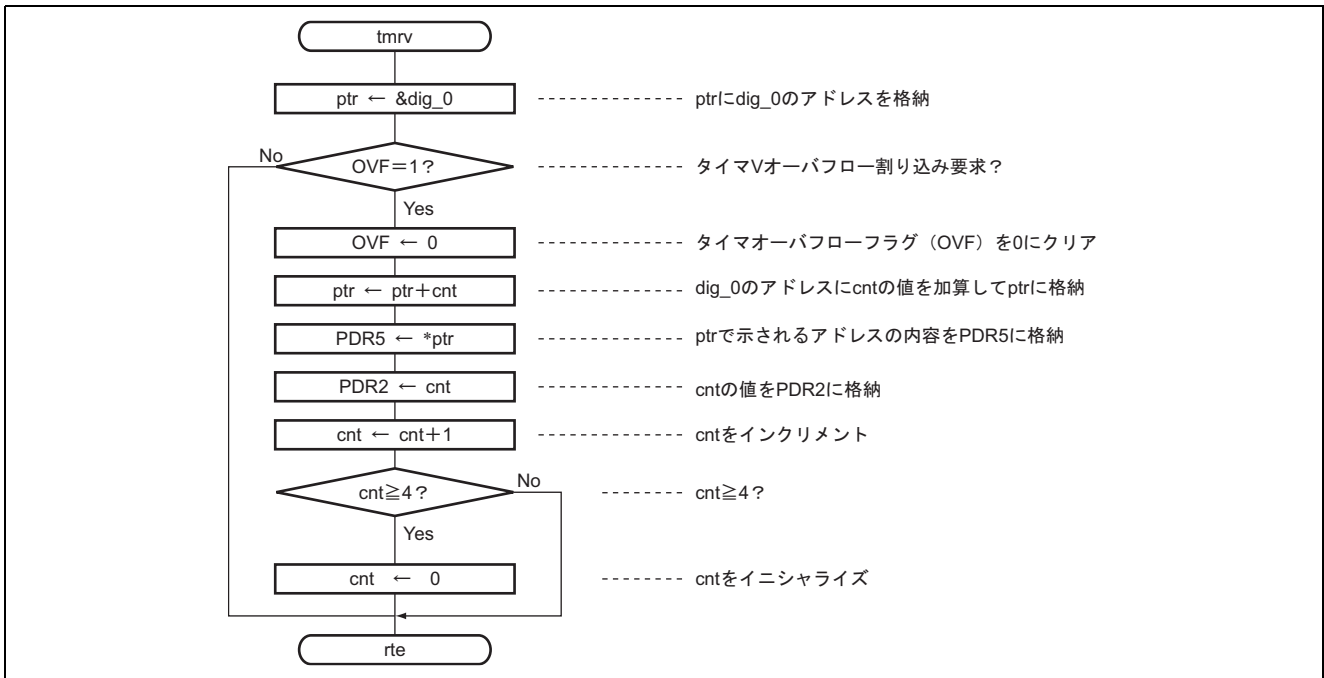 tmrv
ptr ← &dig_0 ptrにdig_0のアドレスを格納
No OVF=1? タイマVオーバフロー割り込み要求?
Yes
OVF ← 0 タイマオーバフローフラグ(OVF)を0にクリア
ptr ← ptr+cnt dig_0のアドレスにcntの値を加算してptrに格納
PDR5 ← *ptr ptrで示されるアドレスの内容をPDR5に格納
PDR2 ← cnt cntの値をPDR2に格納
cnt ← cnt+1 cntをインクリメント
cnt≧4? No cnt≧4?
Yes
cnt ← 0 cntをイニシャライズ
rte